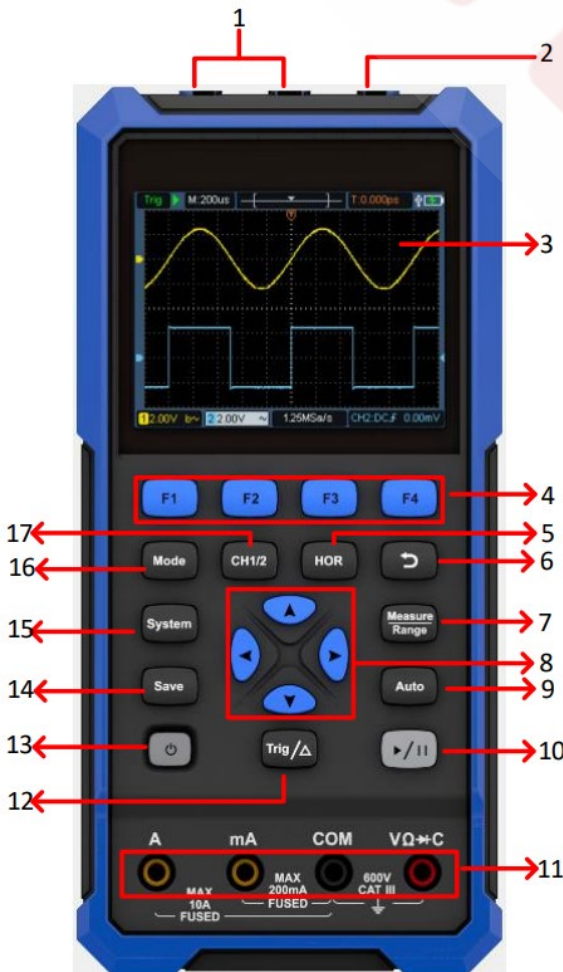 1
2
Trig M:200us T:0.000ps
T
3
1 2.00V 2 2.00V 1.25MSa/s CH2:DC 0.00mV
F1 F2 F3 F4
4
17
5
Mode CH1/2 HOR
16
6
System
Measure
Range
15
7
8
Save
Auto
14
9
13
10
Trig/△
12
A mA COM VΩ C
11
MAX
10A
FUSED
MAX
200mA
FUSED
600V
CAT III